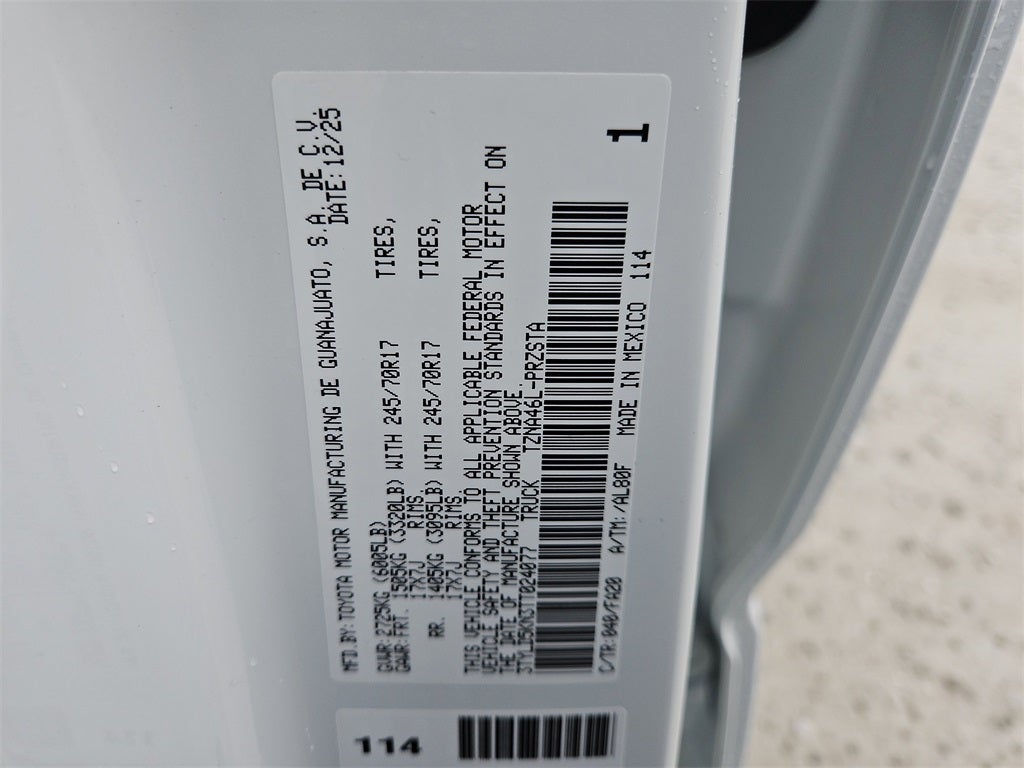 MFD.BY:TOYOTA MOTOR MANUFACTURING DE GUANAJUATO, S.A. DE C.V.
DATE:12/25
GVWR:2725KG (6005LB)
GAWR:FRT. 1505KG (3320LB) WITH 245/70R17 TIRES,
17X7J RIMS.
RR. 1405KG (3095LB) WITH 245/70R17 TIRES,
17X7J RIMS.
THIS VEHICLE CONFORMS TO ALL APPLICABLE FEDERAL MOTOR
VEHICLE SAFETY AND THEFT PREVENTION STANDARDS IN EFFECT ON
THE DATE OF MANUFACTURE SHOWN ABOVE.
3TYLD5KN3TT024077 TRUCK TZNA46L-PRZSTA
1
C/TR:040/FA20 A/TM: /AL80F MADE IN MEXICO 114
114